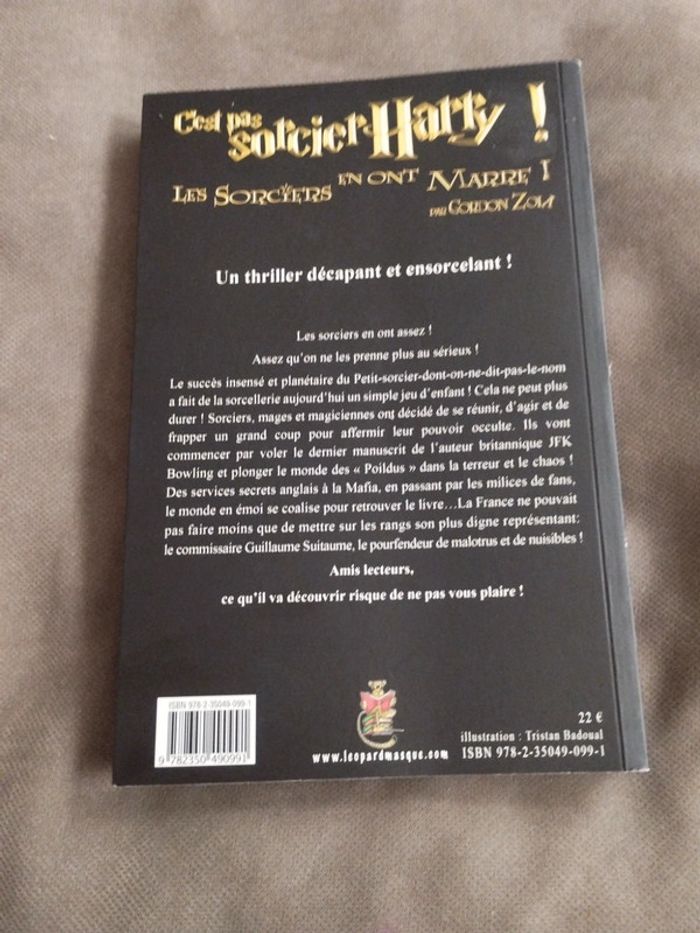 C'est pas sorcier Harry !
Les Sorciers en ont Marre !
par Gordon Zola
Un thriller décapant et ensorcelant !
Les sorciers en ont assez !
Assez qu'on ne les prenne plus au sérieux !
Le succès insensé et planétaire du Petit-sorcier-dont-on-ne-dit-pas-le-nom
a fait de la sorcellerie aujourd'hui un simple jeu d'enfant ! Cela ne peut plus
durer ! Sorciers, mages et magiciennes ont décidé de se réunir, d'agir et de
frapper un grand coup pour affermir leur pouvoir occulte. Ils vont
commencer par voler le dernier manuscrit de l'auteur britannique JFK
Bowling et plonger le monde des « Poildus » dans la terreur et le chaos !
Des services secrets anglais à la Mafia, en passant par les milices de fans,
le monde en émoi se coalise pour retrouver le livre…La France ne pouvait
pas faire moins que de mettre sur les rangs son plus digne représentant:
le commissaire Guillaume Suitaume, le pourfendeur de malotrus et de nuisibles !
Amis lecteurs,
ce qu'il va découvrir risque de ne pas vous plaire !
ISBN 978-2-35049-099-1
9 782350 490991
www.leopardmasque.com
22 €
illustration : Tristan Badoual
ISBN 978-2-35049-099-1